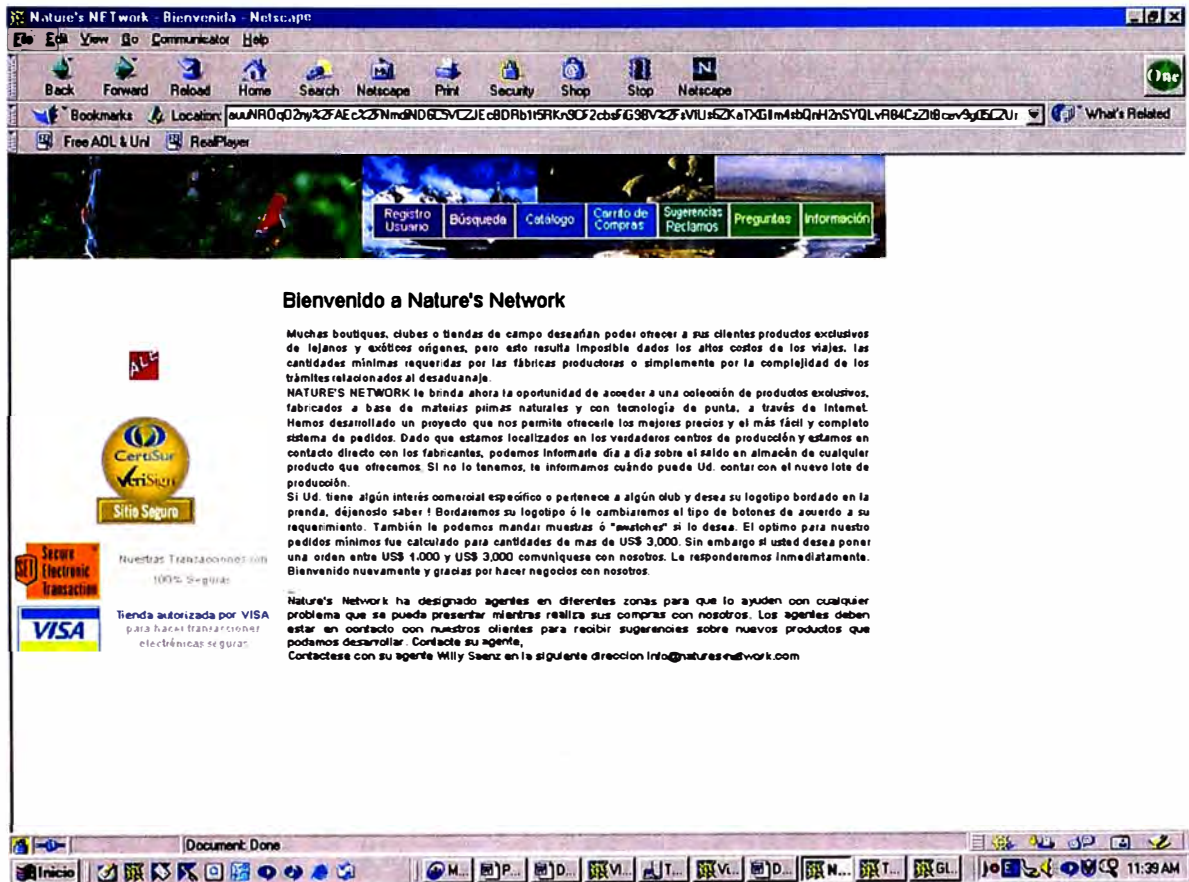 Nature's NETwork - Bienvenida - Netscape
File Edit View Go Communicator Help
Back Forward Reload Home Search Netscape Print Security Shop Stop Netscape
Bookmarks Location: What's Related
Free AOL & Unl RealPlayer
Registro Usuario Búsqueda Catálogo Carrito de Compras Sugerencias Reclamos Preguntas Información
Bienvenido a Nature's Network
Muchas boutiques, clubes o tiendas de campo desearían poder ofrecer a sus clientes productos exclusivos
de lejanos y exóticos orígenes, pero esto resulta imposible dados los altos costos de los viajes, las
cantidades mínimas requeridas por las fábricas productoras o simplemente por la complejidad de los
trámites relacionados al desaduanaje.
NATURE'S NETWORK le brinda ahora la oportunidad de acceder a una colección de productos exclusivos,
fabricados a base de materias primas naturales y con tecnología de punta, a través de Internet.
Hemos desarrollado un proyecto que nos permite ofrecerle los mejores precios y el más fácil y completo
sistema de pedidos. Dado que estamos localizados en los verdaderos centros de producción y estamos en
contacto directo con los fabricantes, podemos informarle día a día sobre el saldo en almacén de cualquier
producto que ofrecemos. Si no lo tenemos, le informamos cuándo puede Ud. contar con el nuevo lote de
producción.
Si Ud. tiene algún interés comercial específico o pertenece a algún club y desea su logotipo bordado en la
prenda, déjenoslo saber ! Bordaremos su logotipo ó le cambiaremos el tipo de botones de acuerdo a su
requerimiento. También le podemos mandar muestras ó "swatches" si lo desea. El optimo para nuestro
pedidos mínimos fue calculado para cantidades de mas de US$ 3,000. Sin embargo si usted desea poner
una orden entre US$ 1.000 y US$ 3,000 comuníquese con nosotros. Le responderemos inmediatamente.
Bienvenido nuevamente y gracias por hacer negocios con nosotros.
Nature's Network ha designado agentes en diferentes zonas para que lo ayuden con cualquier
problema que se pueda presentar mientras realiza sus compras con nosotros. Los agentes deben
estar en contacto con nuestros clientes para recibir sugerencies sobre nuevos productos que
podamos desarrollar. Contacte su agente,
Contactese con su agente Willy Saenz en la siguiente direccion info@natures-network.com
CertiSur
VeriSign
Sitio Seguro
SET Secure
Electronic
Transaction
Nuestras Transacciones son
100% Seguras
VISA
Tienda autorizada por VISA
para hacer transacciones
electrónicas seguras
Document: Done
Inicio M... P... D... VI... T... Vi... D... N... T... GL... 11:39 AM